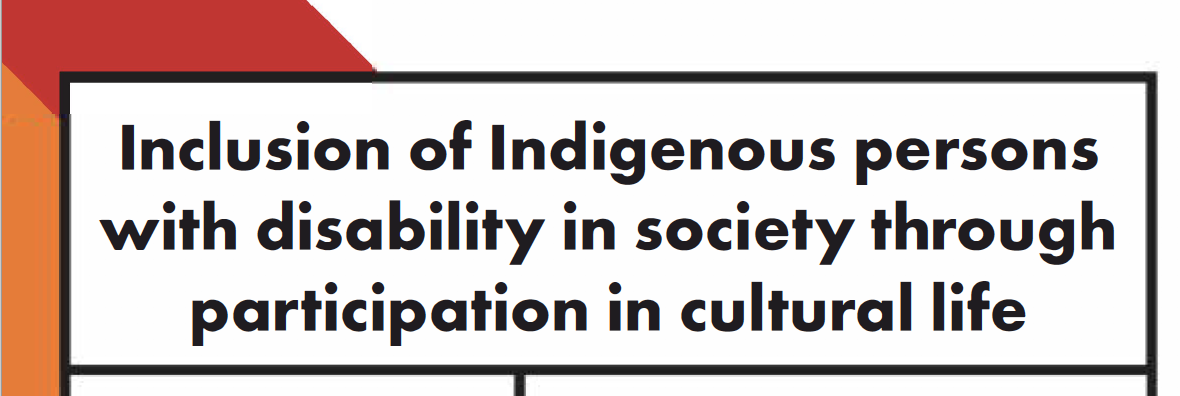 Inclusion of Indigenous persons
with disability in society through
participation in cultural life